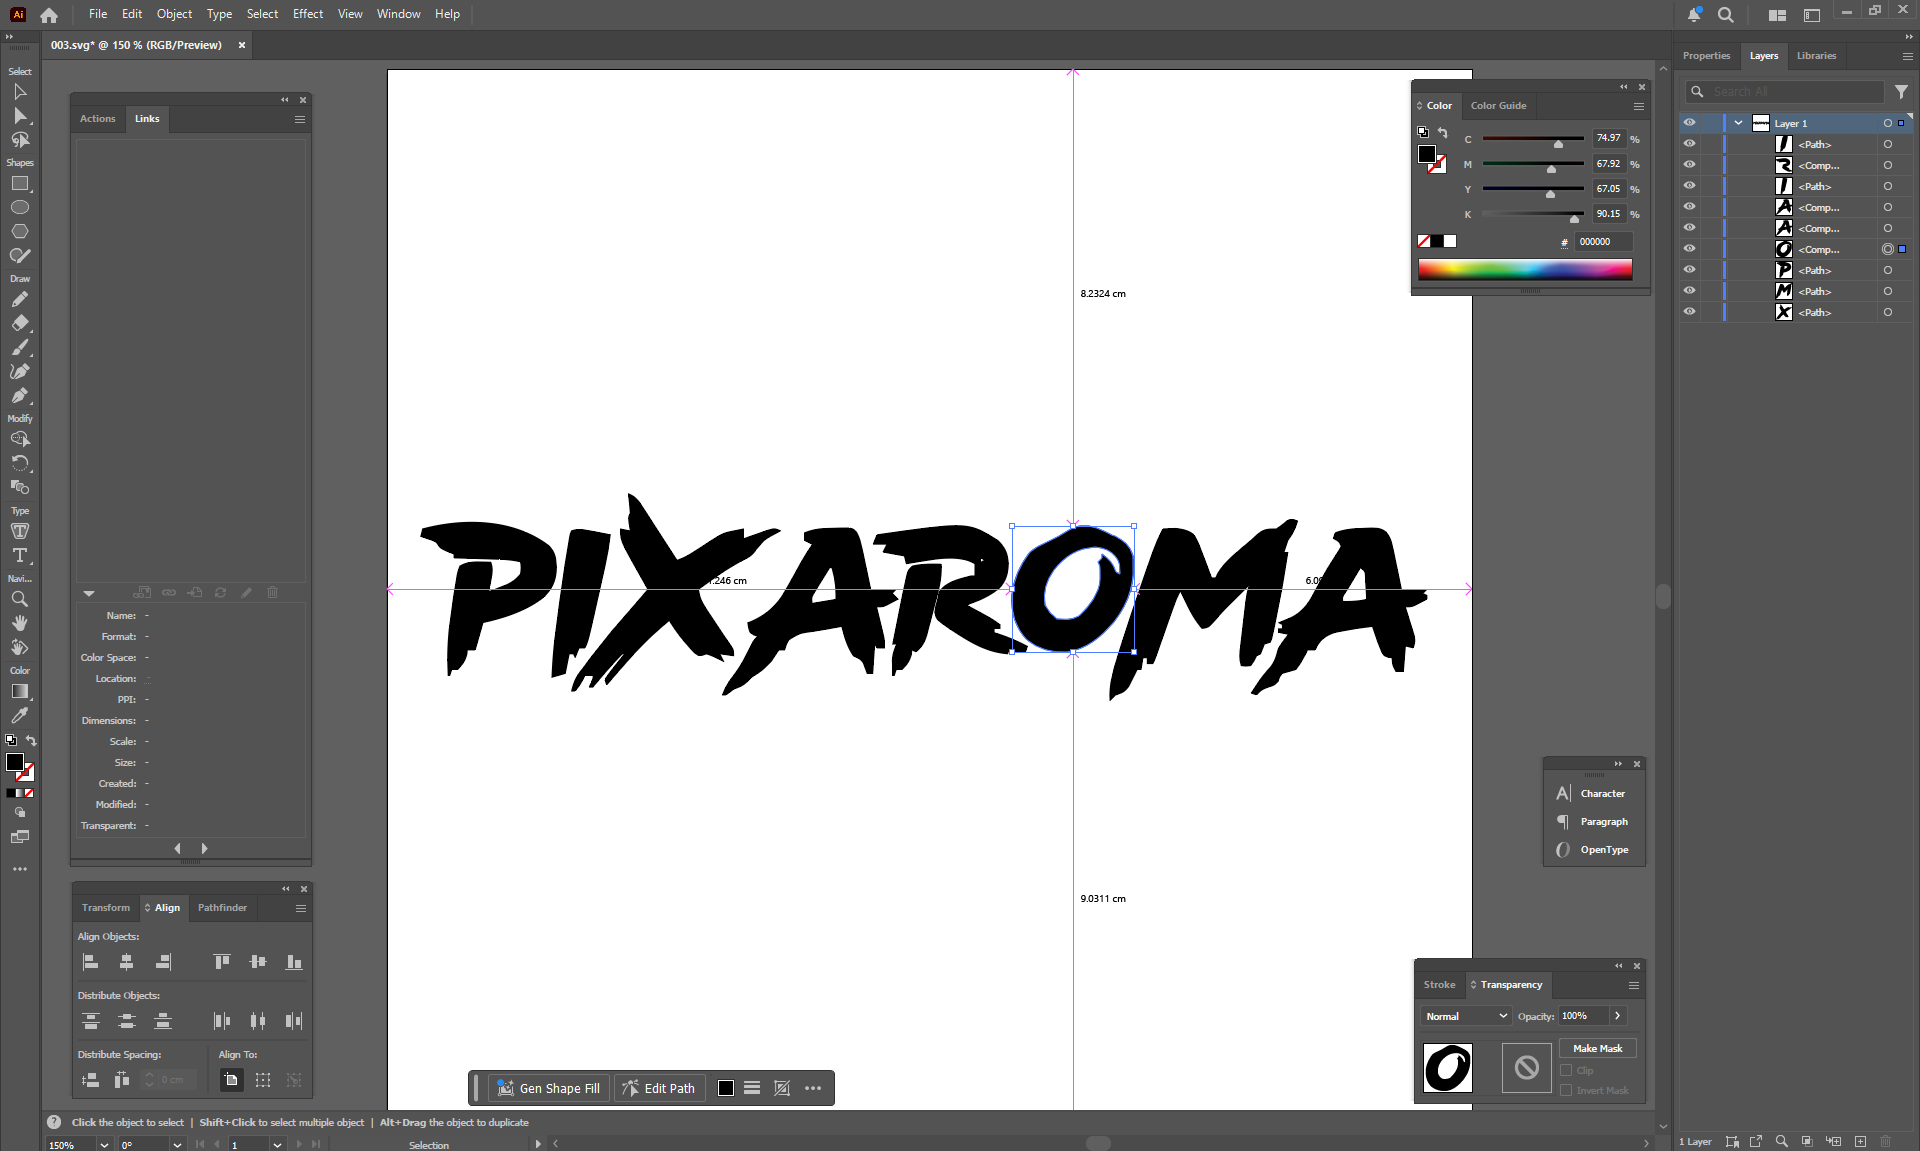 Ai File Edit Object Type Select Effect View Window Help
003.svg* @ 150 % (RGB/Preview)
Select
Shapes
Draw
Modify
Type
Navi...
Color
Actions Links
Name: -
Format: -
Color Space: -
Location: -
PPI: -
Dimensions: -
Scale: -
Size: -
Created: -
Modified: -
Transparent: -
Transform Align Pathfinder
Align Objects:
Distribute Objects:
Distribute Spacing: Align To:
0 cm
8.2324 cm
PIXAROMA
.246 cm
9.0311 cm
Gen Shape Fill Edit Path
Color Color Guide
C 74.97 %
M 67.92 %
Y 67.05 %
K 90.15 %
# 000000
A Character
Paragraph
OpenType
Stroke Transparency
Normal Opacity: 100%
Make Mask
Clip
Invert Mask
Properties Layers Libraries
Search All
Layer 1
<Path>
<Comp...
<Path>
<Comp...
<Comp...
<Comp...
<Path>
<Path>
<Path>
1 Layer
? Click the object to select | Shift+Click to select multiple object | Alt+Drag the object to duplicate
150% 0° 1 Selection